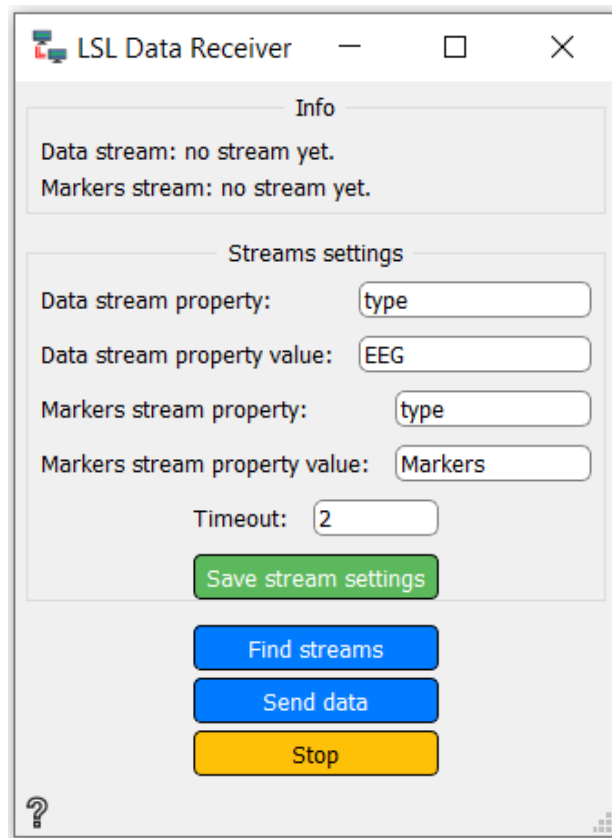 LSL Data Receiver
Info
Data stream: no stream yet.
Markers stream: no stream yet.
Streams settings
Data stream property: type
Data stream property value: EEG
Markers stream property: type
Markers stream property value: Markers
Timeout: 2
Save stream settings
Find streams
Send data
Stop
?